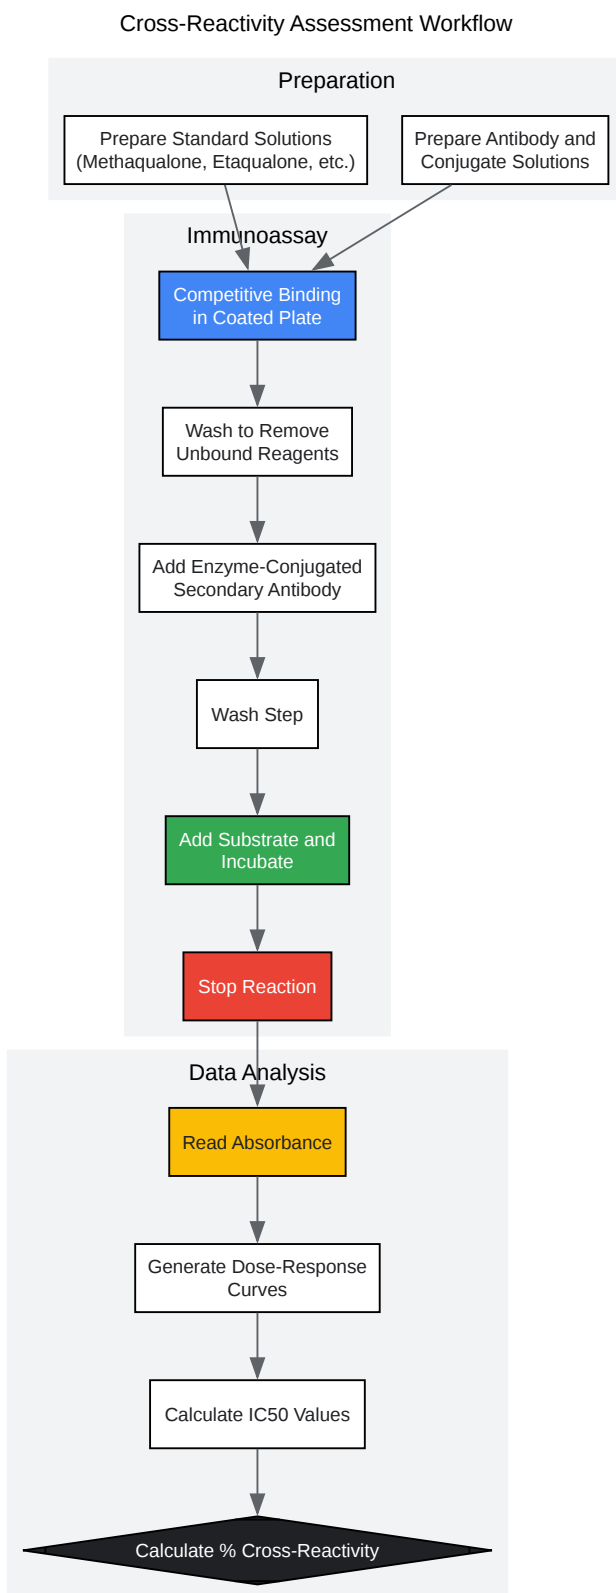 Cross-Reactivity Assessment Workflow
Preparation
Prepare Standard Solutions
(Methaqualone, Etaqualone, etc.)
Prepare Antibody and
Conjugate Solutions
Immunoassay
Competitive Binding
in Coated Plate
Wash to Remove
Unbound Reagents
Add Enzyme-Conjugated
Secondary Antibody
Wash Step
Add Substrate and
Incubate
Stop Reaction
Data Analysis
Read Absorbance
Generate Dose-Response
Curves
Calculate IC50 Values
Calculate % Cross-Reactivity